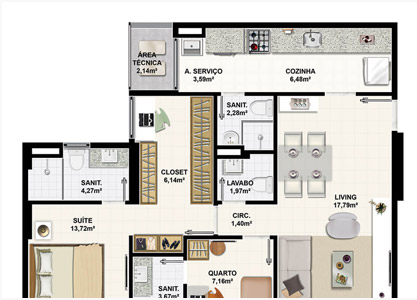 ÁREA
TÉCNICA
2,14m²
A. SERVIÇO
3,59m²
COZINHA
6,48m²
SANIT.
2,28m²
CLOSET
6,14m²
SANIT.
4,27m²
LAVABO
1,97m²
LIVING
17,79m²
SUÍTE
13,72m²
CIRC.
1,40m²
SANIT.
3,67m²
QUARTO
7,16m²